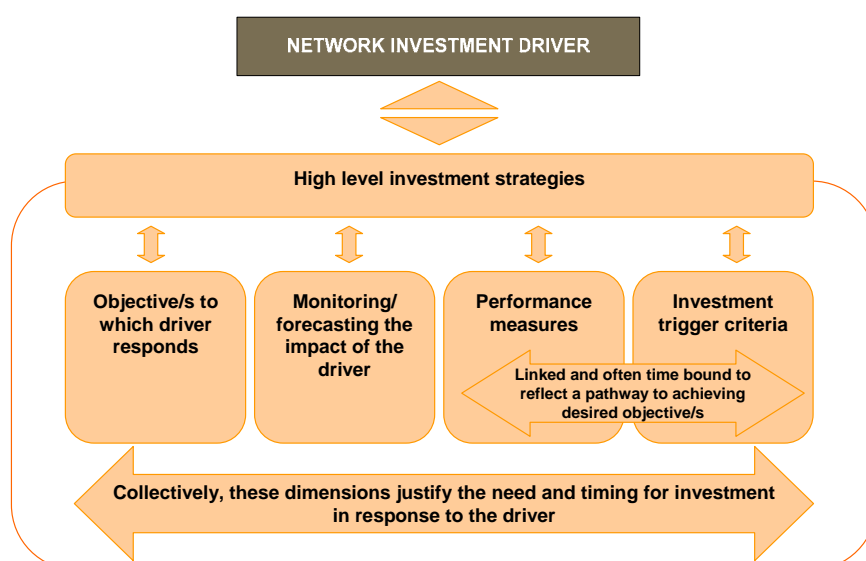 NETWORK INVESTMENT DRIVER
High level investment strategies
Objective/s to
which driver
responds
Monitoring/
forecasting the
impact of the
driver
Performance
measures
Investment
trigger criteria
Linked and often time bound to
reflect a pathway to achieving
desired objective/s
Collectively, these dimensions justify the need and timing for investment
in response to the driver